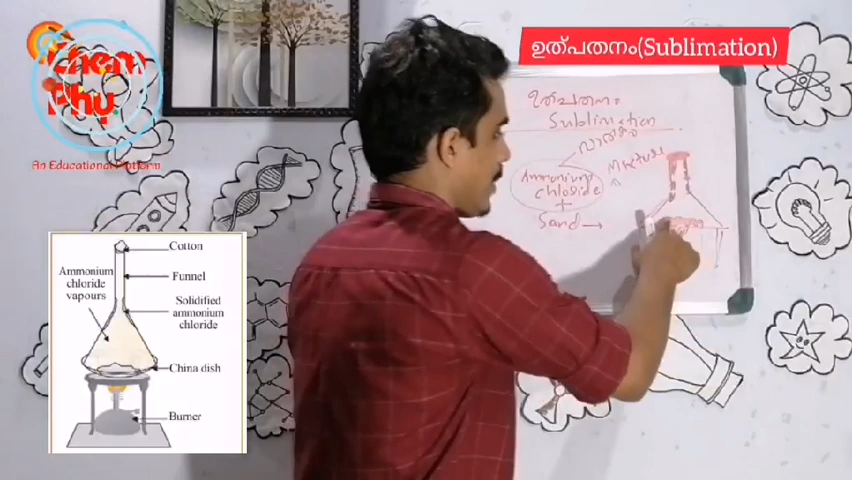 ഉത്പതനം(Sublimation)
Chem
Phy
An Educational Platform
ഉത്പതനം
Sublimation
Mixture
Ammonium
chloride
+
Sand →
Cotton
Funnel
Ammonium
chloride
vapours
Solidified
ammonium
chloride
China dish
Burner